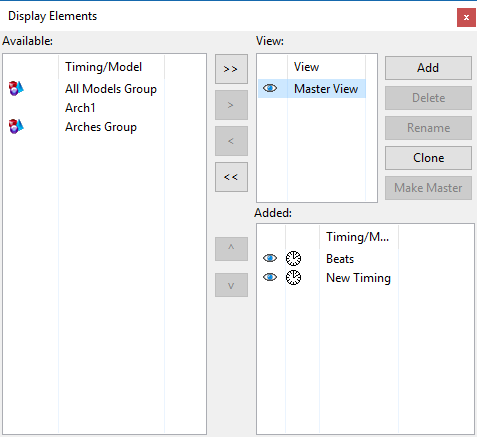 Display Elements
x
Available:
Timing/Model
All Models Group
Arch1
Arches Group
>>
>
<
<<
^
v
View:
View
Master View
Add
Delete
Rename
Clone
Make Master
Added:
Timing/M...
Beats
New Timing